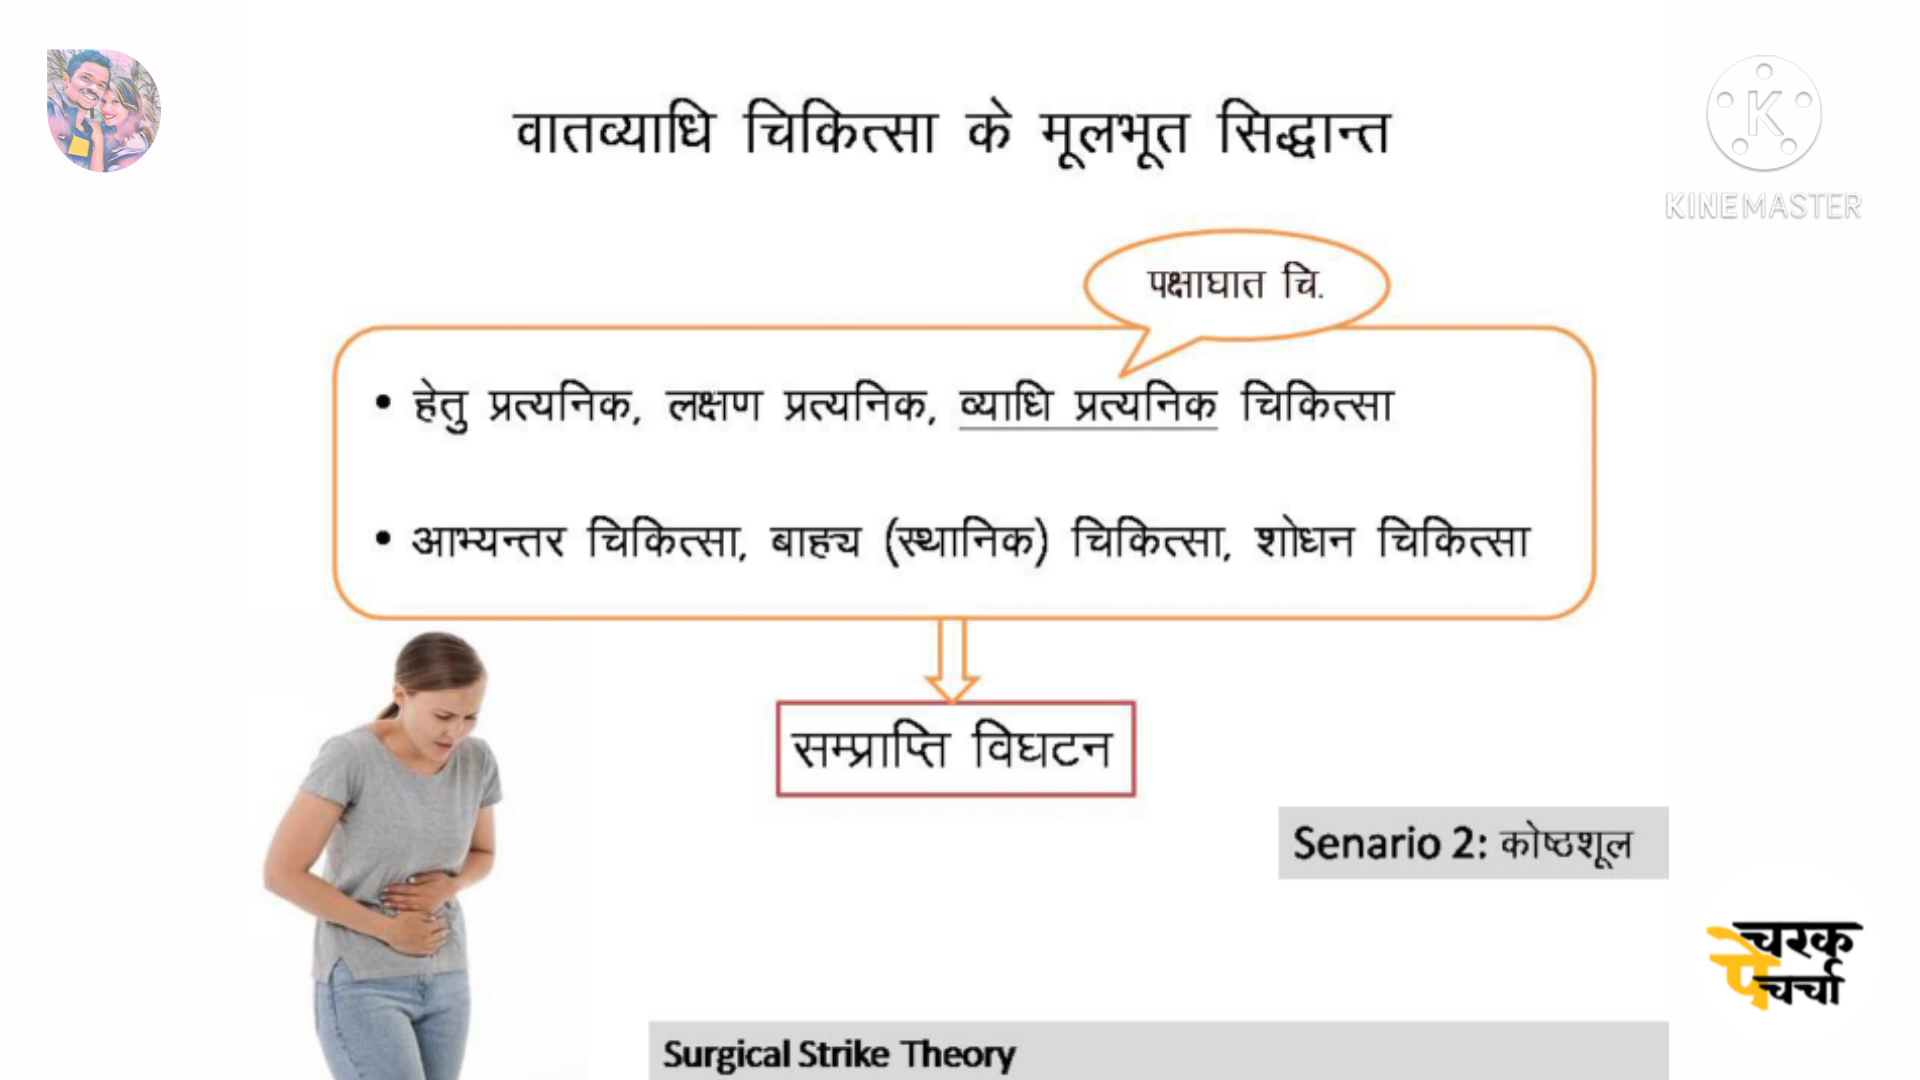 वातव्याधि चिकित्सा के मूलभूत सिद्धान्त
K
KINEMASTER
पक्षाघात चि.
• हेतु प्रत्यनिक, लक्षण प्रत्यनिक, व्याधि प्रत्यनिक चिकित्सा
• आभ्यन्तर चिकित्सा, बाह्य (स्थानिक) चिकित्सा, शोधन चिकित्सा
सम्प्राप्ति विघटन
Senario 2: कोष्ठशूल
चरक
पे चर्चा
Surgical Strike Theory